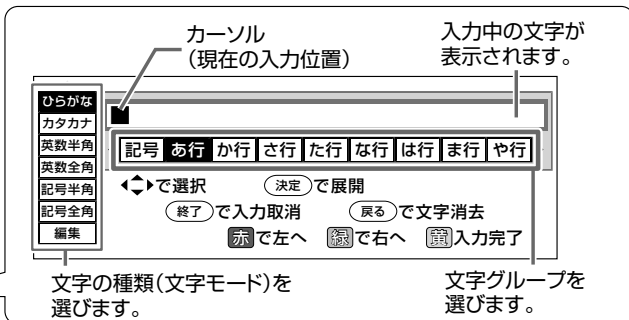 カーソル
(現在の入力位置)
入力中の文字が
表示されます。
ひらがな
カタカナ
英数半角
英数全角
記号半角
記号全角
編集
記号 あ行 か行 さ行 た行 な行 は行 ま行 や行
で選択 決定で展開
終了で入力取消 戻るで文字消去
赤で左へ 緑で右へ 黄入力完了
文字の種類(文字モード)を
選びます。
文字グループを
選びます。